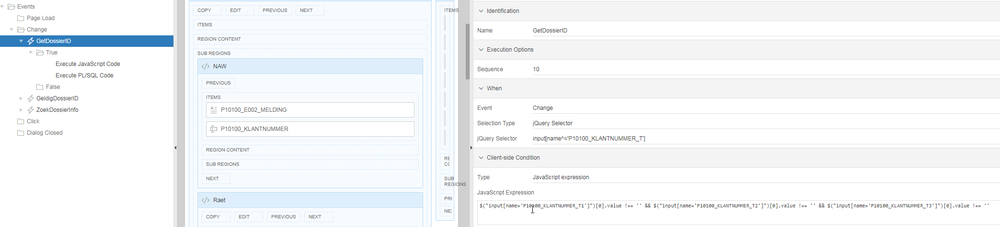 Events
Page Load
Change
GetDossierID
True
Execute JavaScript Code
Execute PL/SQL Code
False
GeldigDossierID
ZoekDossierInfo
Click
Dialog Closed
COPY EDIT PREVIOUS NEXT
ITEMS
REGION CONTENT
SUB REGIONS
NAW
PREVIOUS
ITEMS
P10100_E002_MELDING
P10100_KLANTNUMMER
REGION CONTENT
SUB REGIONS
NEXT
Raet
COPY EDIT PREVIOUS NEXT
ITEMS
RE
CC
SUB
REGIONS
PRI
NE
Identification
Name GetDossierID
Execution Options
Sequence 10
When
Event Change
Selection Type jQuery Selector
jQuery Selector input[name^='P10100_KLANTNUMMER_T']
Client-side Condition
Type JavaScript expression
JavaScript Expression
$("input[name='P10100_KLANTNUMMER_T1']")[0].value !== '' && $("input[name='P10100_KLANTNUMMER_T2']")[0].value !== '' && $("input[name='P10100_KLANTNUMMER_T3']")[0].value !== ''